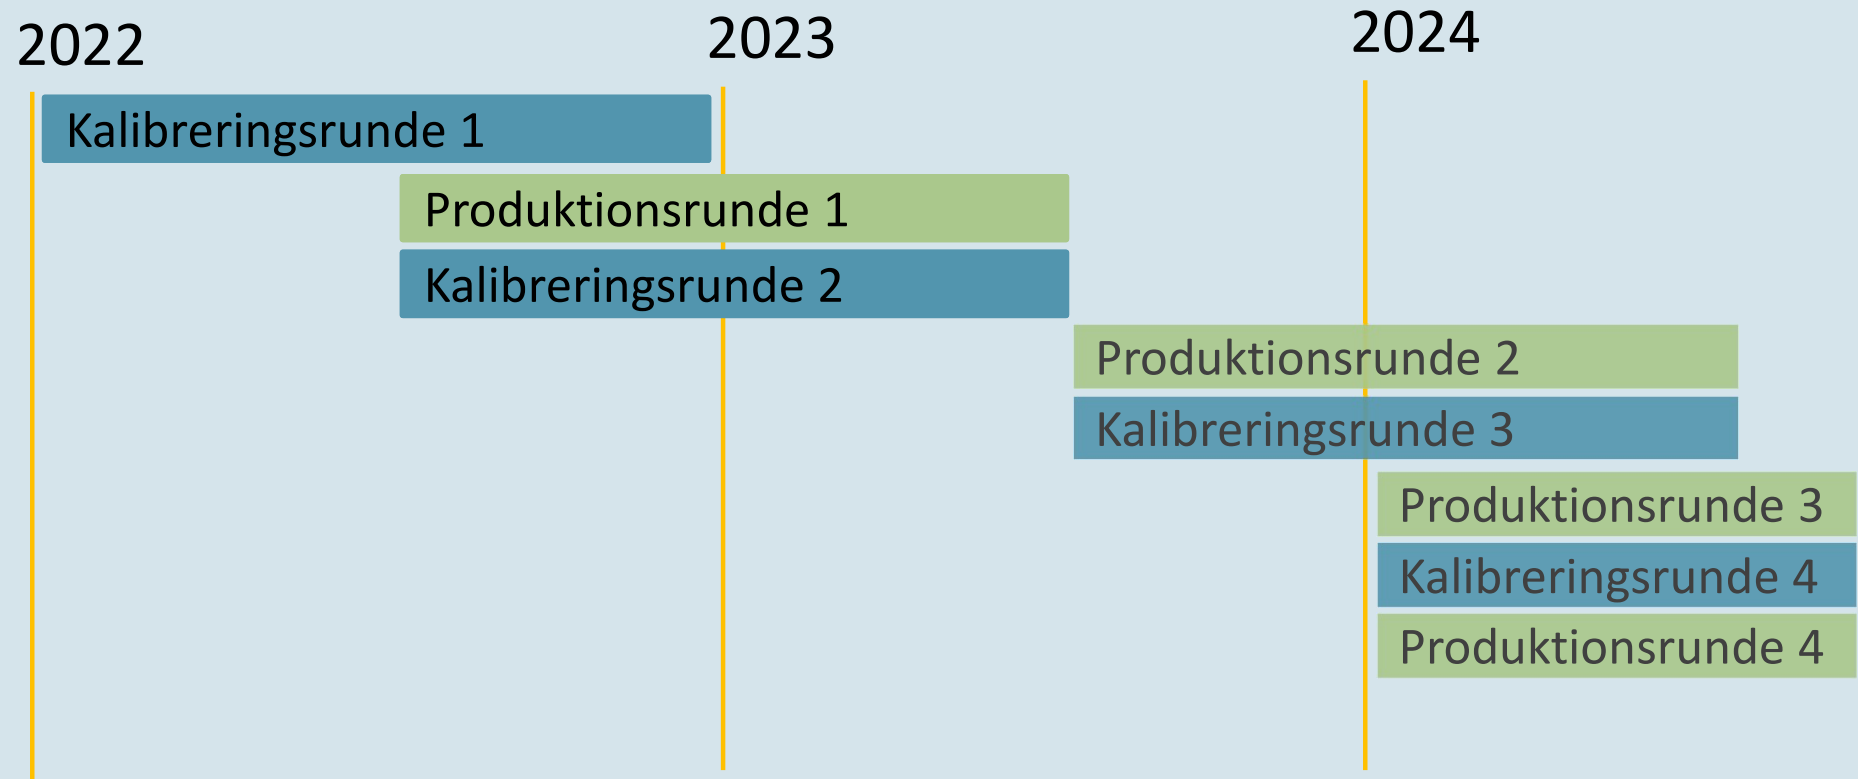 2022
2023
2024
Kalibreringsrunde 1
Produktionsrunde 1
Kalibreringsrunde 2
Produktionsrunde 2
Kalibreringsrunde 3
Produktionsrunde 3
Kalibreringsrunde 4
Produktionsrunde 4